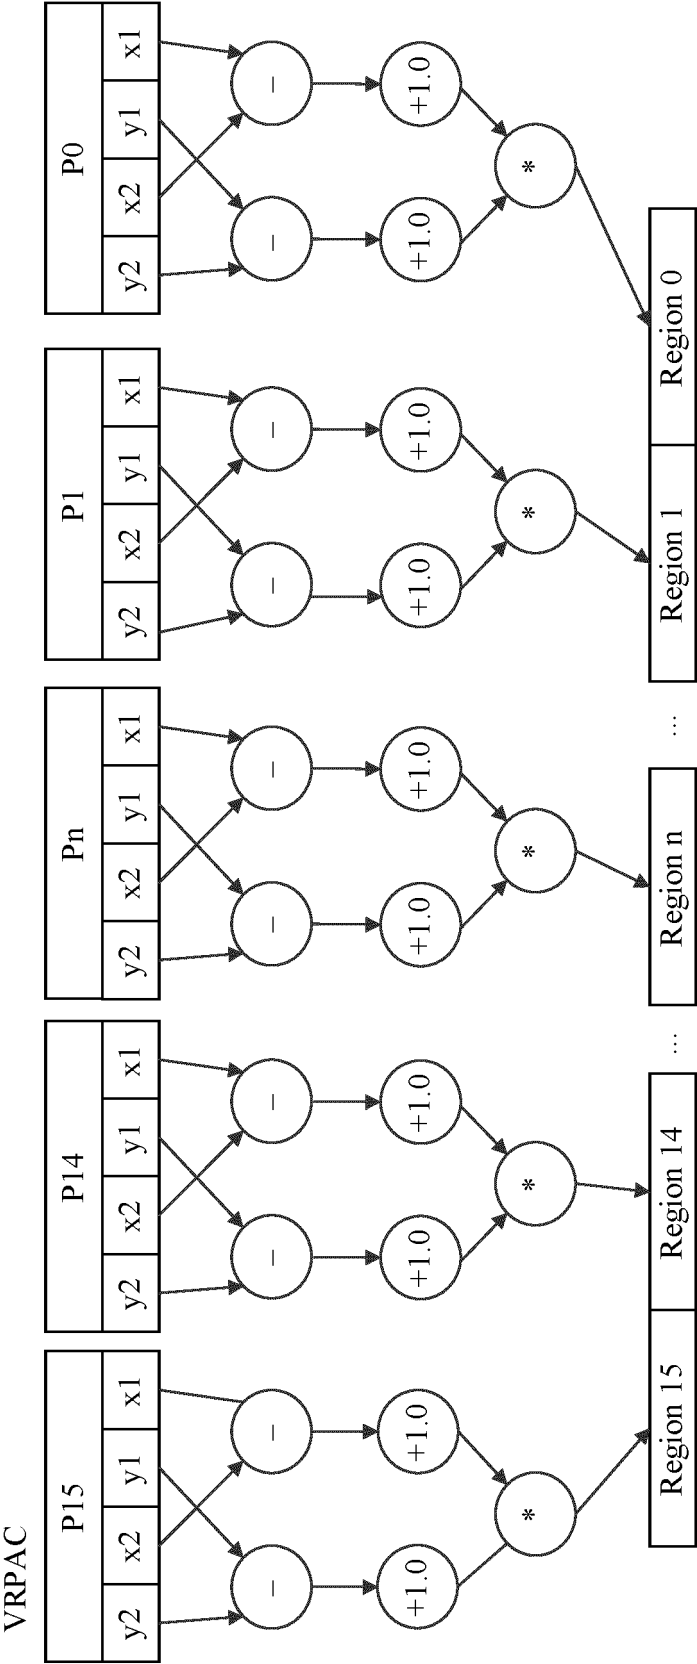 VRPAC
P15 P14 Pn P1 P0
y2 x2 y1 x1 y2 x2 y1 x1 y2 x2 y1 x1 y2 x2 y1 x1 y2 x2 y1 x1
− − − − − − − − − −
+1.0 +1.0 +1.0 +1.0 +1.0 +1.0 +1.0 +1.0 +1.0 +1.0
* * * * *
Region 15 Region 14 ... Region n ... Region 1 Region 0